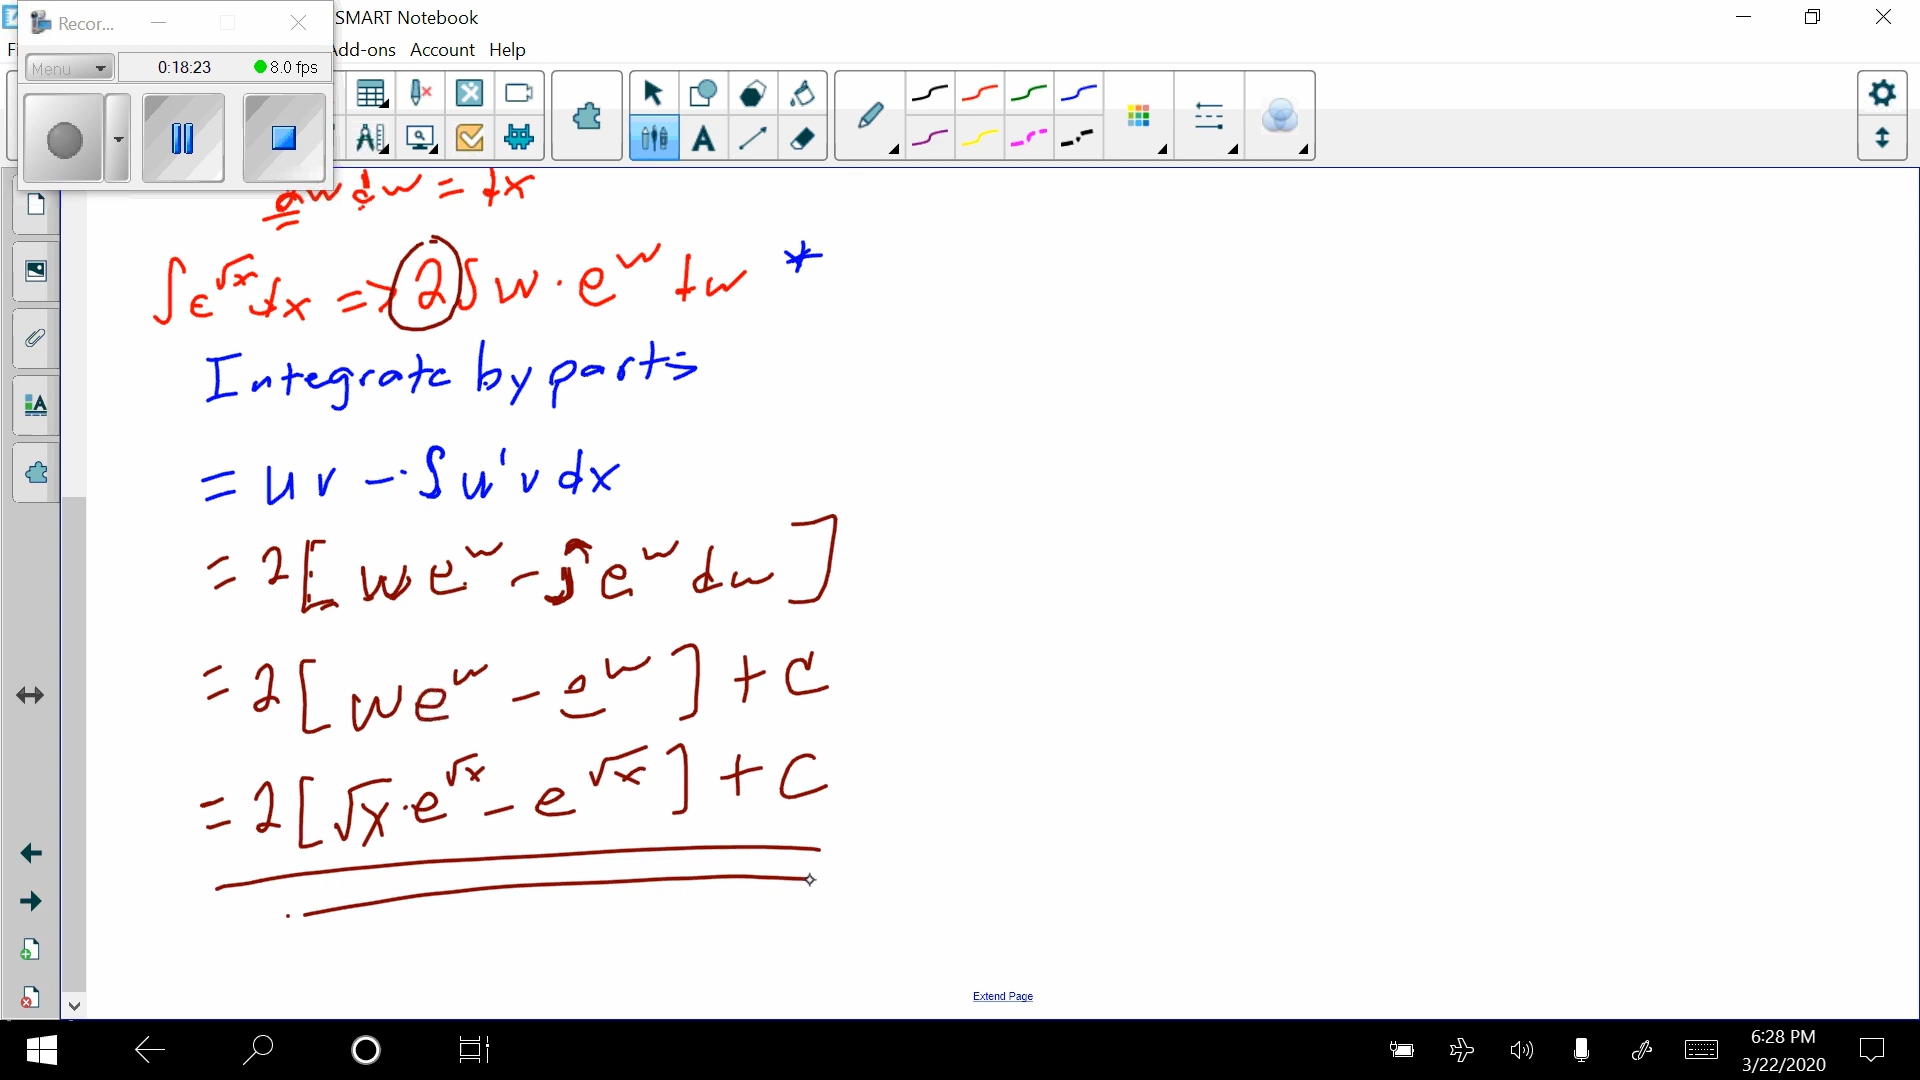 Recor...
SMART Notebook
Add-ons Account Help
Menu
0:18:23
8.0 fps
2w dw = dx
∫e^√x dx => 2∫w · e^w dw *
Integrate by parts
= uv - ∫u'v dx
= 2[we^w - ∫e^w dw]
= 2[we^w - e^w] + C
= 2[√x · e^√x - e^√x] + C
Extend Page
6:28 PM
3/22/2020